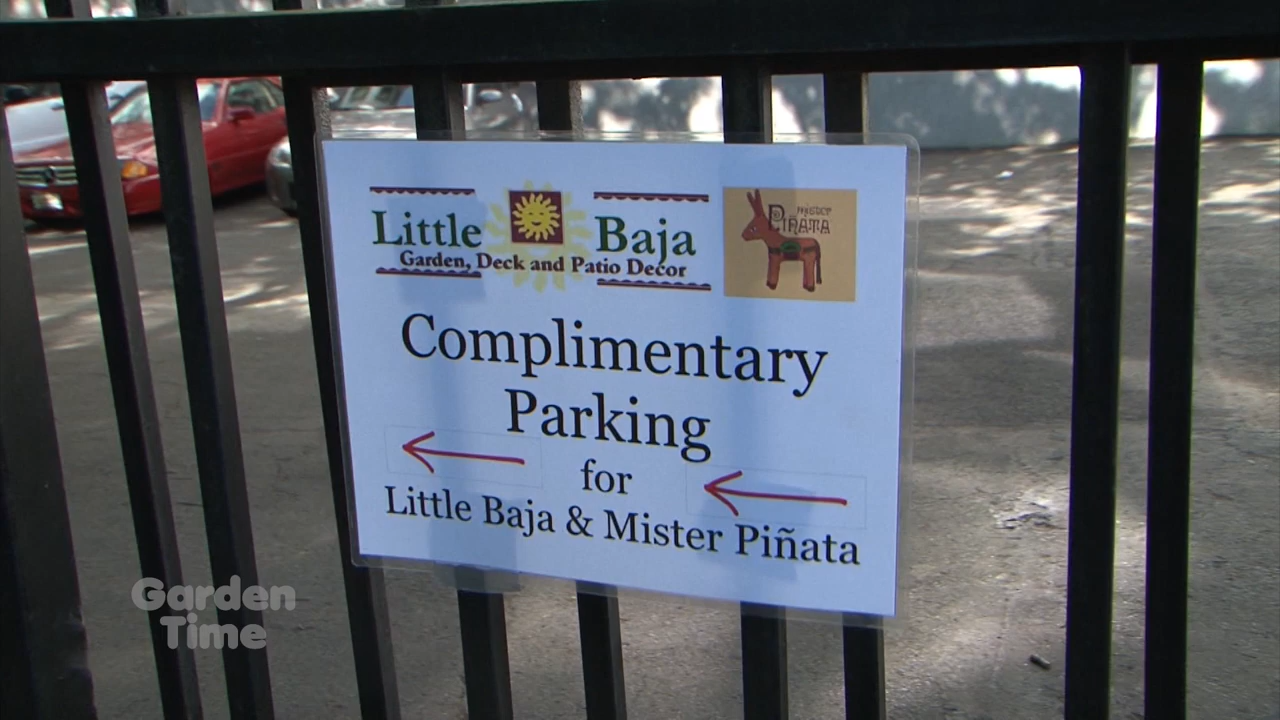 Little Baja
Garden, Deck and Patio Decor
mister
PIÑATA
Complimentary
Parking
for
Little Baja & Mister Piñata
Garden
Time